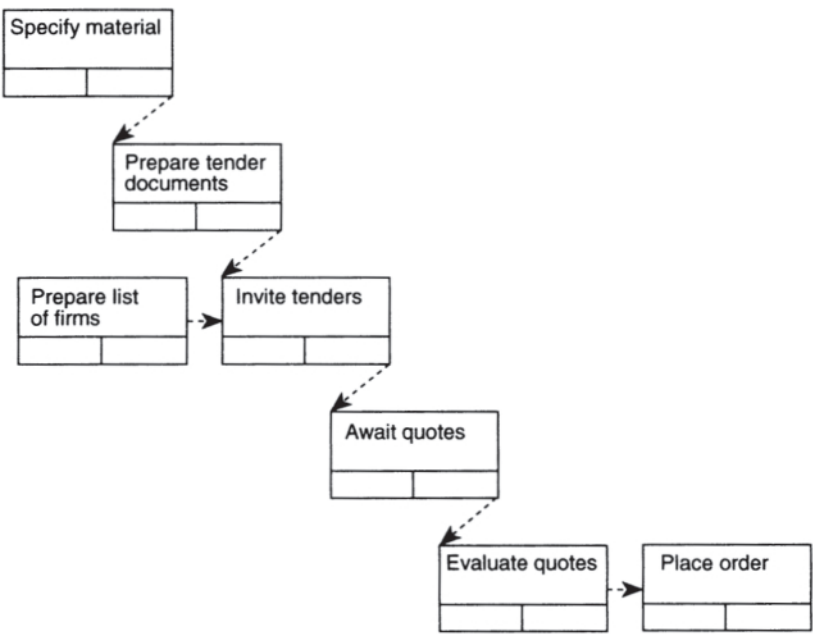 Specify material
Prepare tender
documents
Prepare list
of firms
Invite tenders
Await quotes
Evaluate quotes
Place order